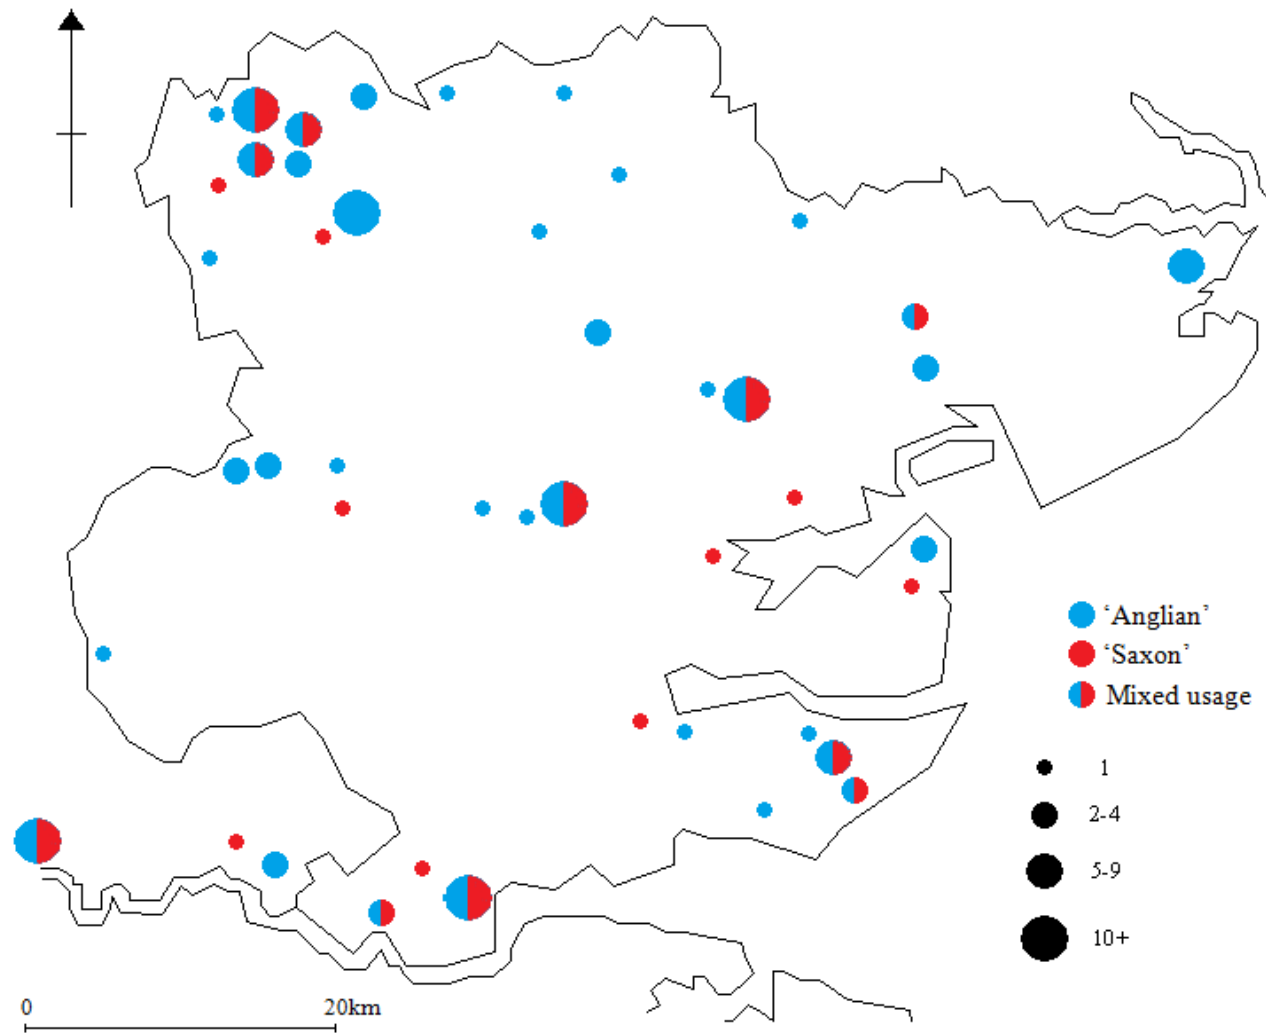 ‘Anglian’
‘Saxon’
Mixed usage
1
2-4
5-9
10+
0 20km